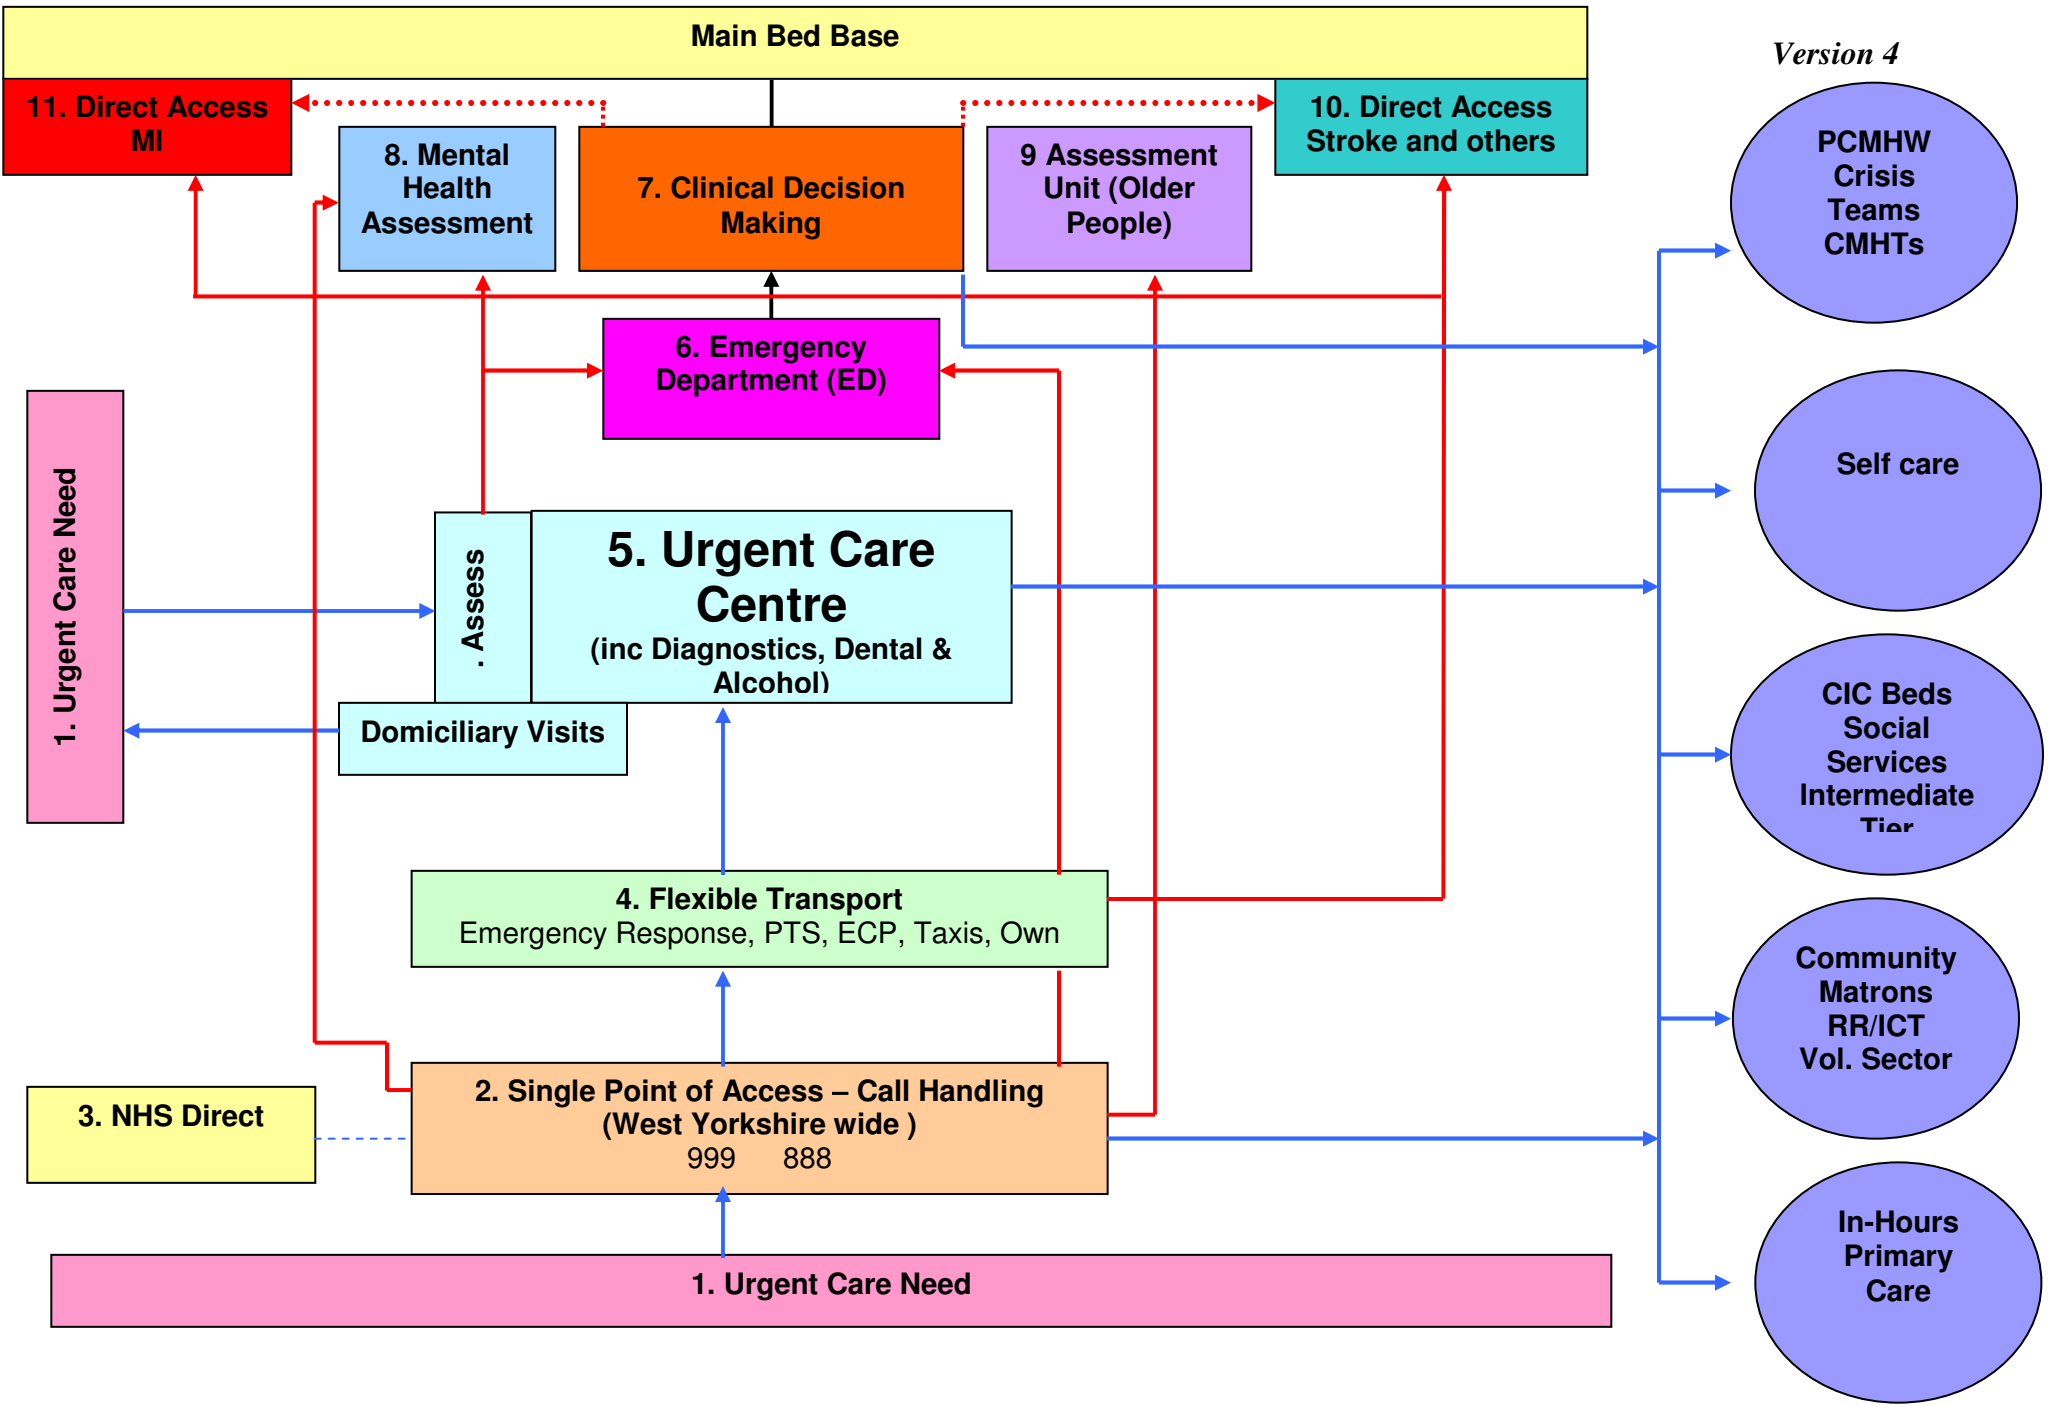 Main Bed Base
Version 4
11. Direct Access
MI
10. Direct Access
Stroke and others
8. Mental
Health
Assessment
7. Clinical Decision
Making
9 Assessment
Unit (Older
People)
PCMHW
Crisis
Teams
CMHTs
6. Emergency
Department (ED)
1. Urgent Care Need
Self care
. Assess
5. Urgent Care
Centre
(inc Diagnostics, Dental &
Alcohol)
Domiciliary Visits
CIC Beds
Social
Services
Intermediate
Tier
4. Flexible Transport
Emergency Response, PTS, ECP, Taxis, Own
Community
Matrons
RR/ICT
Vol. Sector
3. NHS Direct
2. Single Point of Access – Call Handling
(West Yorkshire wide )
999 888
In-Hours
Primary
Care
1. Urgent Care Need